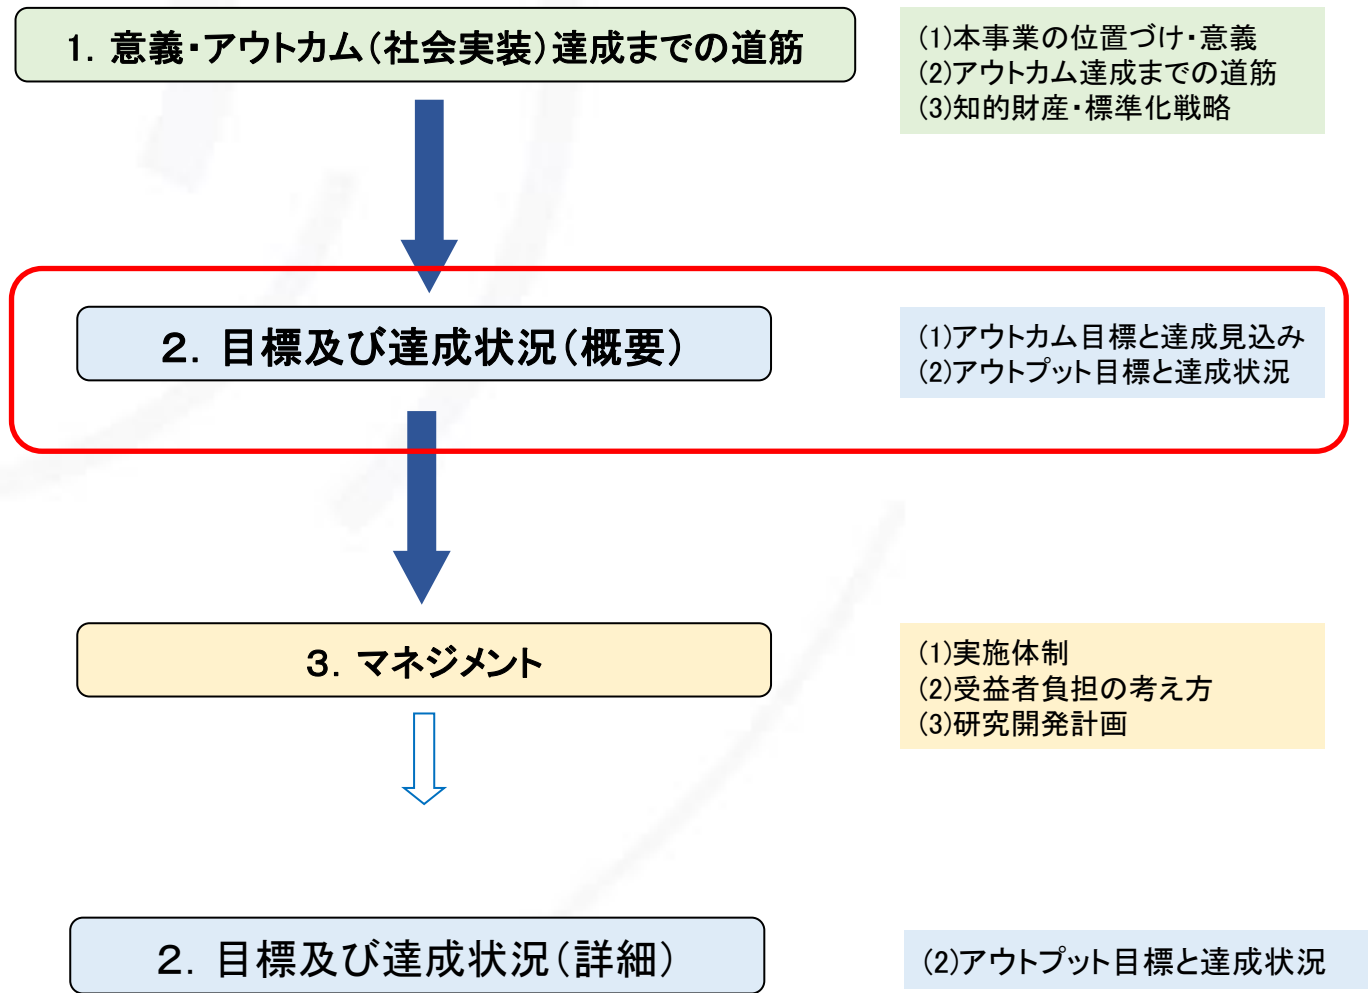 1. 意義・アウトカム(社会実装)達成までの道筋
(1)本事業の位置づけ・意義
(2)アウトカム達成までの道筋
(3)知的財産・標準化戦略
2. 目標及び達成状況(概要)
(1)アウトカム目標と達成見込み
(2)アウトプット目標と達成状況
3. マネジメント
(1)実施体制
(2)受益者負担の考え方
(3)研究開発計画
2. 目標及び達成状況(詳細)
(2)アウトプット目標と達成状況